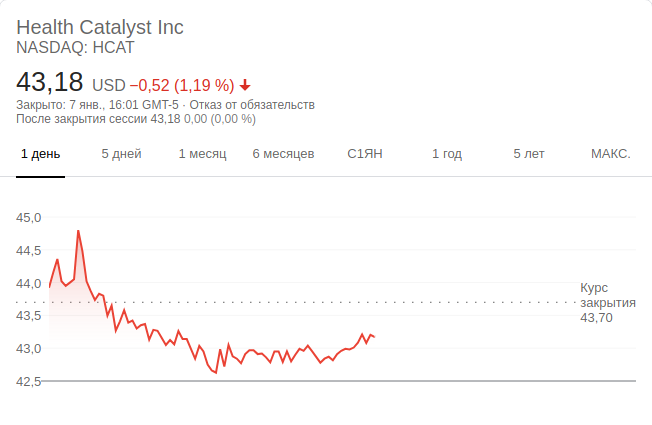 Health Catalyst Inc
NASDAQ: HCAT
43,18 USD −0,52 (1,19 %)
Закрыто: 7 янв., 16:01 GMT-5 · Отказ от обязательств
После закрытия сессии 43,18 0,00 (0,00 %)
1 день 5 дней 1 месяц 6 месяцев С1ЯН 1 год 5 лет МАКС.
45,0
44,5
44,0
Курс
закрытия
43,70
43,5
43,0
42,5